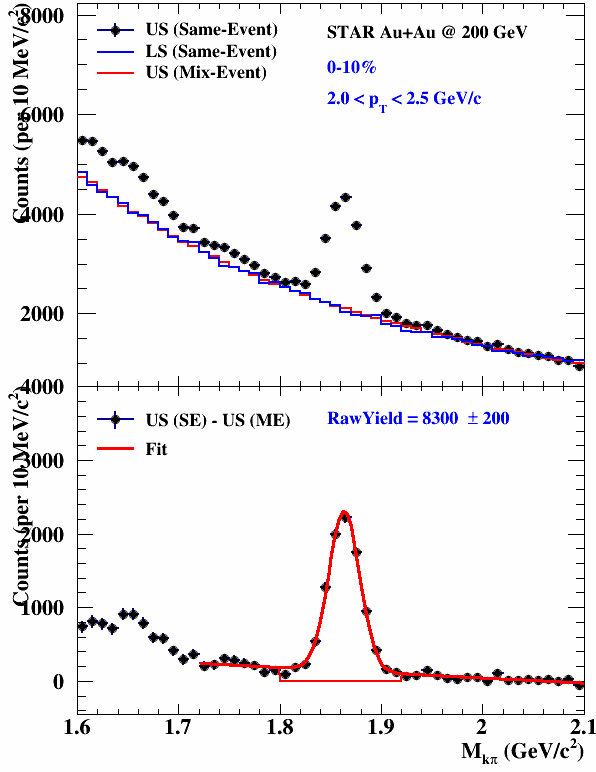 8000
6000
4000
2000
Counts (per 10 MeV/c²)
US (Same-Event)
LS (Same-Event)
US (Mix-Event)
STAR Au+Au @ 200 GeV
0-10%
2.0 < p_T < 2.5 GeV/c
4000
3000
2000
1000
0
Counts (per 10 MeV/c²)
US (SE) - US (ME)
Fit
RawYield = 8300 ± 200
1.6 1.7 1.8 1.9 2 2.1
M_kπ (GeV/c²)